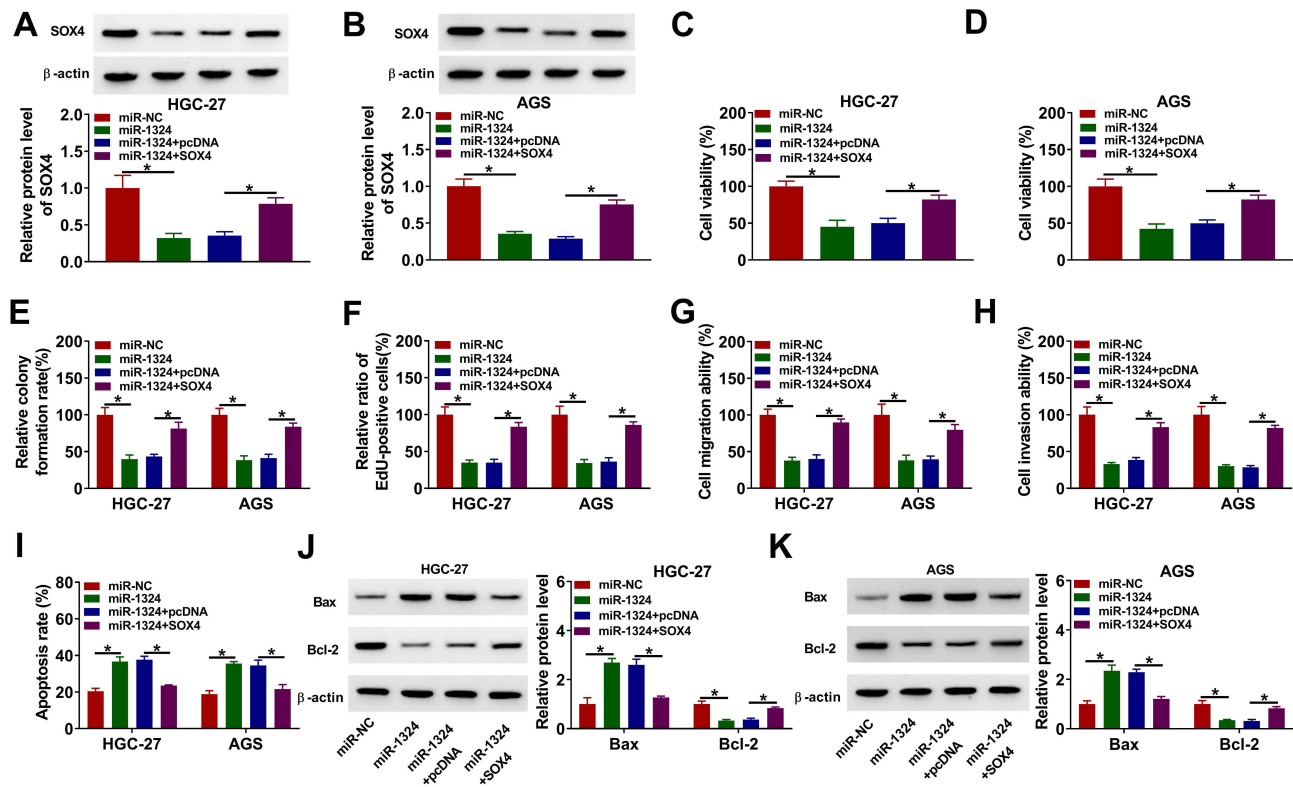 A
SOX4
β-actin
HGC-27
Relative protein level
of SOX4
2.0
1.5
1.0
0.5
0.0
miR-NC
miR-1324
miR-1324+pcDNA
miR-1324+SOX4
*
*
B
SOX4
β-actin
AGS
Relative protein level
of SOX4
2.0
1.5
1.0
0.5
0.0
miR-NC
miR-1324
miR-1324+pcDNA
miR-1324+SOX4
*
*
C
HGC-27
Cell viability (%)
200
150
100
50
0
miR-NC
miR-1324
miR-1324+pcDNA
miR-1324+SOX4
*
*
D
AGS
Cell viability (%)
200
150
100
50
0
miR-NC
miR-1324
miR-1324+pcDNA
miR-1324+SOX4
*
*
E
Relative colony
formation rate(%)
200
150
100
50
0
miR-NC
miR-1324
miR-1324+pcDNA
miR-1324+SOX4
*
*
*
*
HGC-27
AGS
F
Relative ratio of
EdU-positive cells(%)
200
150
100
50
0
miR-NC
miR-1324
miR-1324+pcDNA
miR-1324+SOX4
*
*
*
*
HGC-27
AGS
G
Cell migration ability (%)
200
150
100
50
0
miR-NC
miR-1324
miR-1324+pcDNA
miR-1324+SOX4
*
*
*
*
HGC-27
AGS
H
Cell invasion ability (%)
200
150
100
50
0
miR-NC
miR-1324
miR-1324+pcDNA
miR-1324+SOX4
*
*
*
*
HGC-27
AGS
I
Apoptosis rate (%)
80
60
40
20
0
miR-NC
miR-1324
miR-1324+pcDNA
miR-1324+SOX4
*
*
*
*
HGC-27
AGS
J
HGC-27
Bax
Bcl-2
β-actin
miR-NC
miR-1324
miR-1324
+pcDNA
miR-1324
+SOX4
HGC-27
Relative protein level
6
4
2
0
miR-NC
miR-1324
miR-1324+pcDNA
miR-1324+SOX4
*
*
*
*
Bax
Bcl-2
K
AGS
Bax
Bcl-2
β-actin
miR-NC
miR-1324
miR-1324
+pcDNA
miR-1324
+SOX4
AGS
Relative protein level
6
4
2
0
miR-NC
miR-1324
miR-1324+pcDNA
miR-1324+SOX4
*
*
*
*
Bax
Bcl-2